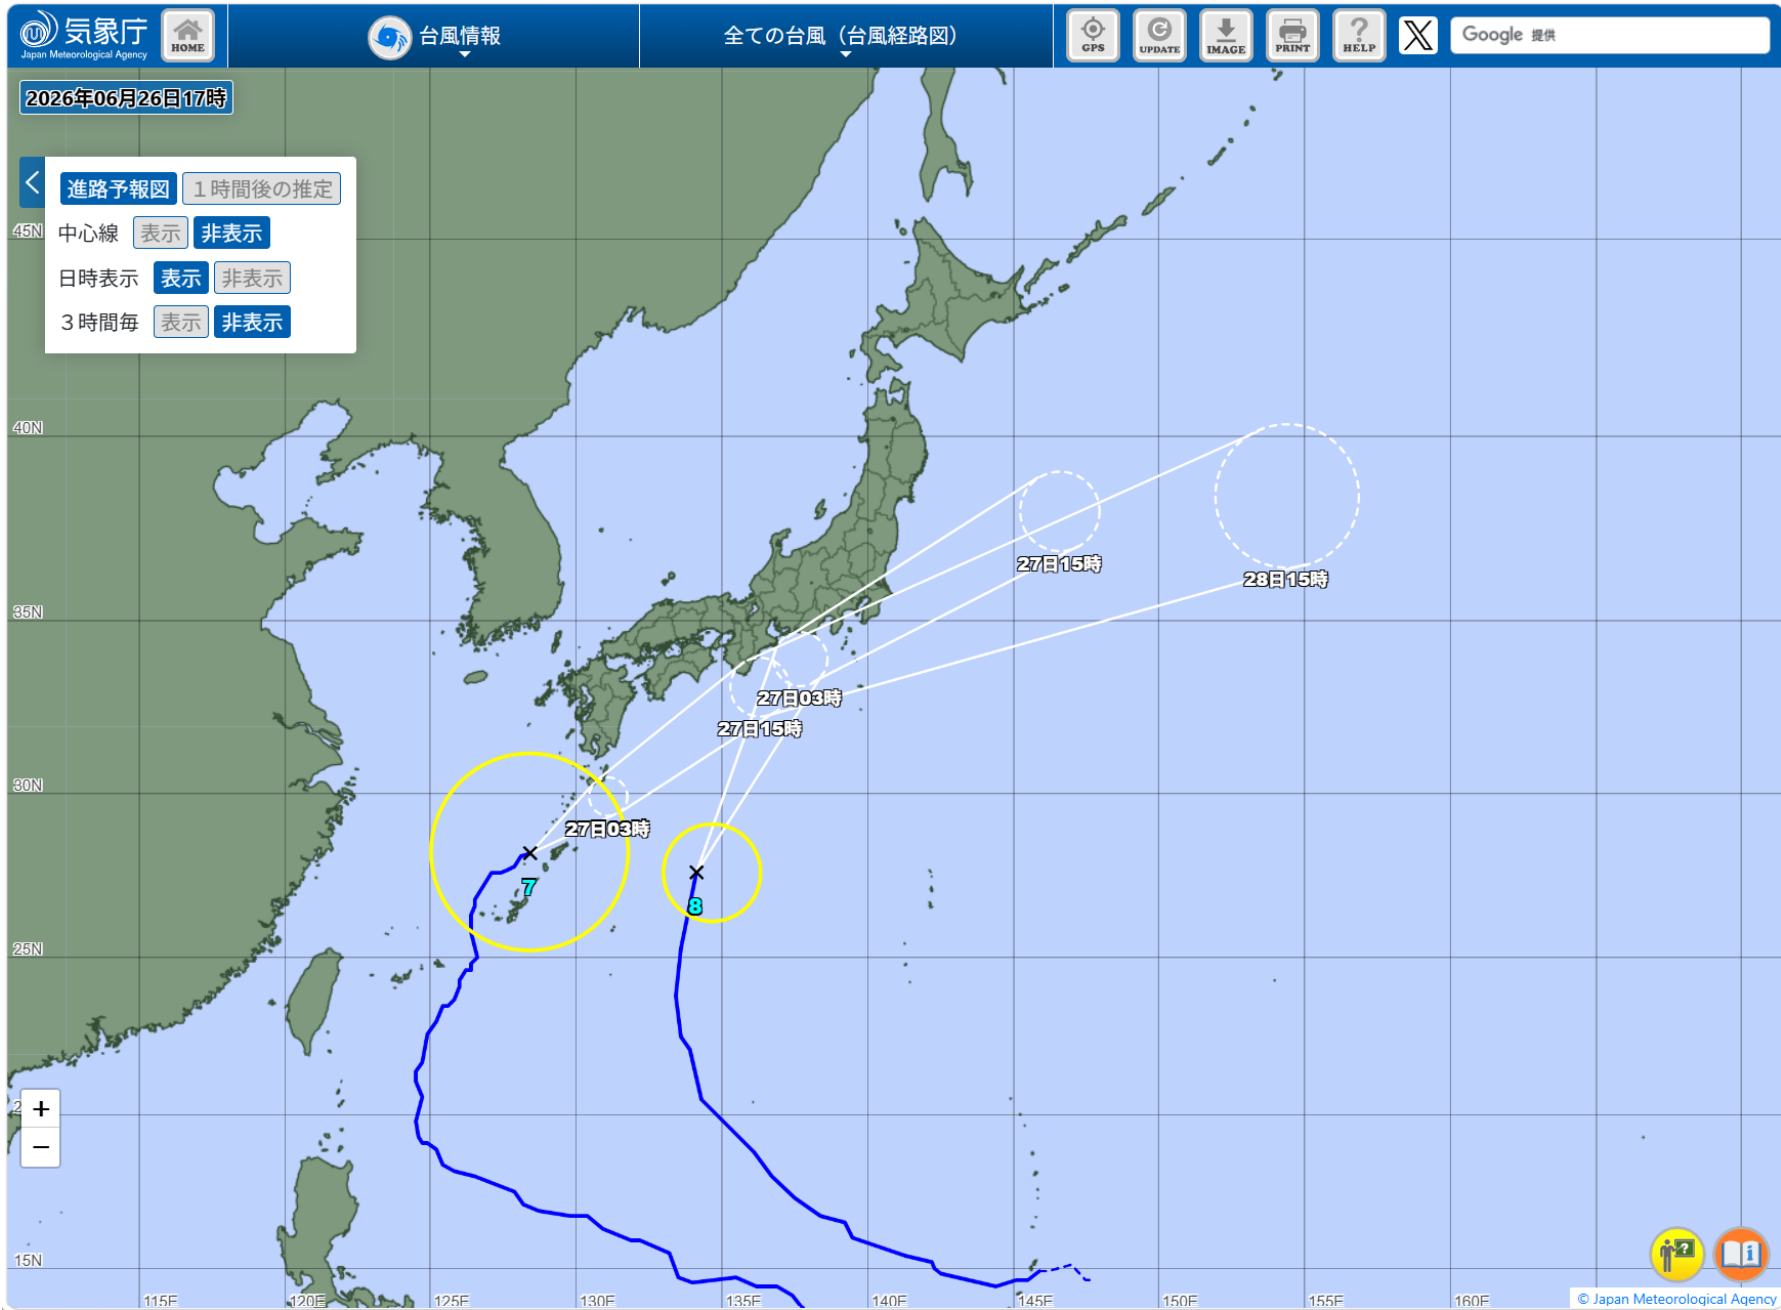 気象庁
Japan Meteorological Agency
HOME
台風情報
全ての台風（台風経路図）
GPS
UPDATE
IMAGE
PRINT
HELP
Google 提供
2026年06月26日17時
進路予報図 １時間後の推定
中心線 表示 非表示
日時表示 表示 非表示
３時間毎 表示 非表示
45N
40N
27日15時
28日15時
35N
27日03時
27日15時
30N
27日03時
7
8
25N
+
−
15N
115E 120E 125E 130E 135E 140E 145E 150E 155E 160E
© Japan Meteorological Agency